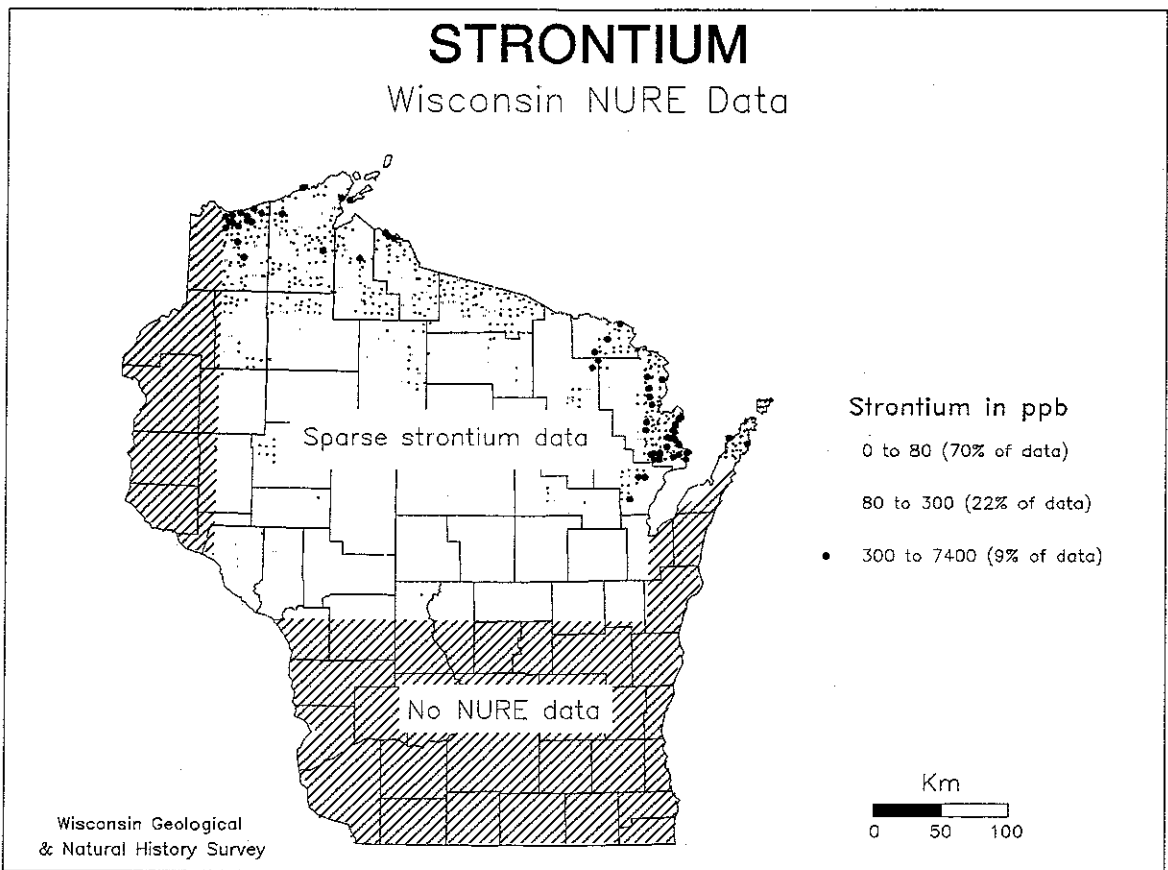 STRONTIUM
Wisconsin NURE Data
Sparse strontium data
Strontium in ppb
0 to 80 (70% of data)
80 to 300 (22% of data)
300 to 7400 (9% of data)
No NURE data
Km
0 50 100
Wisconsin Geological
& Natural History Survey